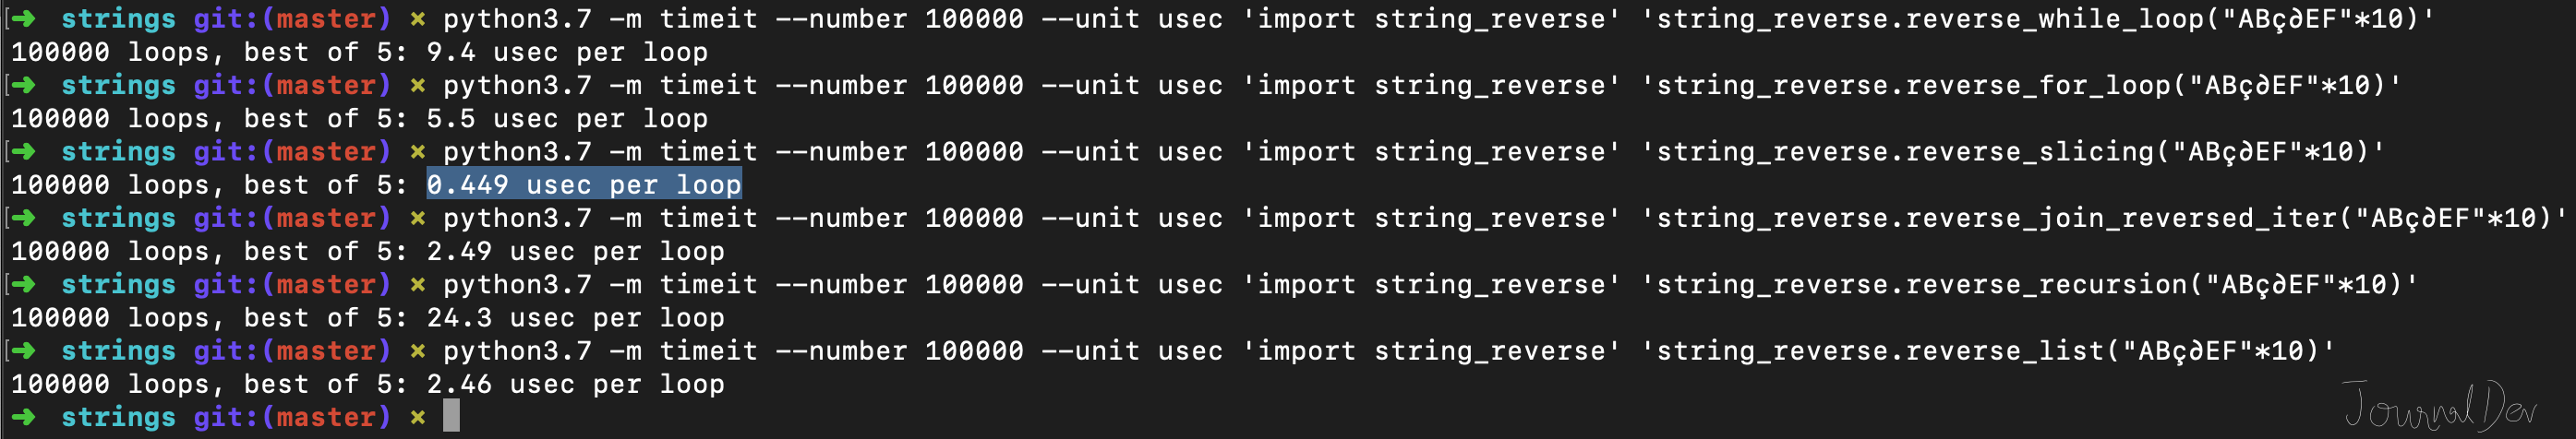 ➜  strings git:(master) × python3.7 -m timeit --number 100000 --unit usec 'import string_reverse' 'string_reverse.reverse_while_loop("ABç∂EF"*10)'
100000 loops, best of 5: 9.4 usec per loop
➜  strings git:(master) × python3.7 -m timeit --number 100000 --unit usec 'import string_reverse' 'string_reverse.reverse_for_loop("ABç∂EF"*10)'
100000 loops, best of 5: 5.5 usec per loop
➜  strings git:(master) × python3.7 -m timeit --number 100000 --unit usec 'import string_reverse' 'string_reverse.reverse_slicing("ABç∂EF"*10)'
100000 loops, best of 5: 0.449 usec per loop
➜  strings git:(master) × python3.7 -m timeit --number 100000 --unit usec 'import string_reverse' 'string_reverse.reverse_join_reversed_iter("ABç∂EF"*10)'
100000 loops, best of 5: 2.49 usec per loop
➜  strings git:(master) × python3.7 -m timeit --number 100000 --unit usec 'import string_reverse' 'string_reverse.reverse_recursion("ABç∂EF"*10)'
100000 loops, best of 5: 24.3 usec per loop
➜  strings git:(master) × python3.7 -m timeit --number 100000 --unit usec 'import string_reverse' 'string_reverse.reverse_list("ABç∂EF"*10)'
100000 loops, best of 5: 2.46 usec per loop
➜  strings git:(master) ×
JournalDev